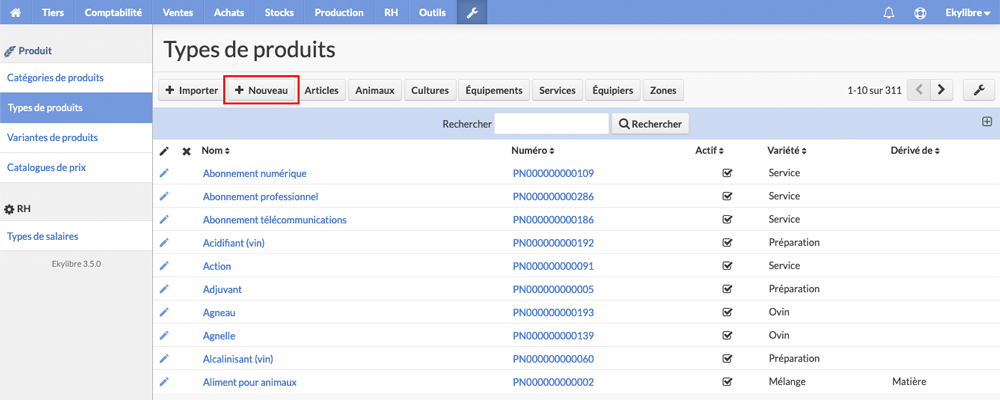 Tiers Comptabilité Ventes Achats Stocks Production RH Outils Ekylibre
Produit
Catégories de produits
Types de produits
Variantes de produits
Catalogues de prix
RH
Types de salaires
Ekylibre 3.5.0
Types de produits
Importer Nouveau Articles Animaux Cultures Équipements Services Équipiers Zones 1-10 sur 311
Rechercher Rechercher
Nom Numéro Actif Variété Dérivé de
Abonnement numérique PN000000000109 Service
Abonnement professionnel PN000000000286 Service
Abonnement télécommunications PN000000000186 Service
Acidifiant (vin) PN000000000192 Préparation
Action PN000000000091 Service
Adjuvant PN000000000005 Préparation
Agneau PN000000000193 Ovin
Agnelle PN000000000139 Ovin
Alcalinisant (vin) PN000000000060 Préparation
Aliment pour animaux PN000000000002 Mélange Matière